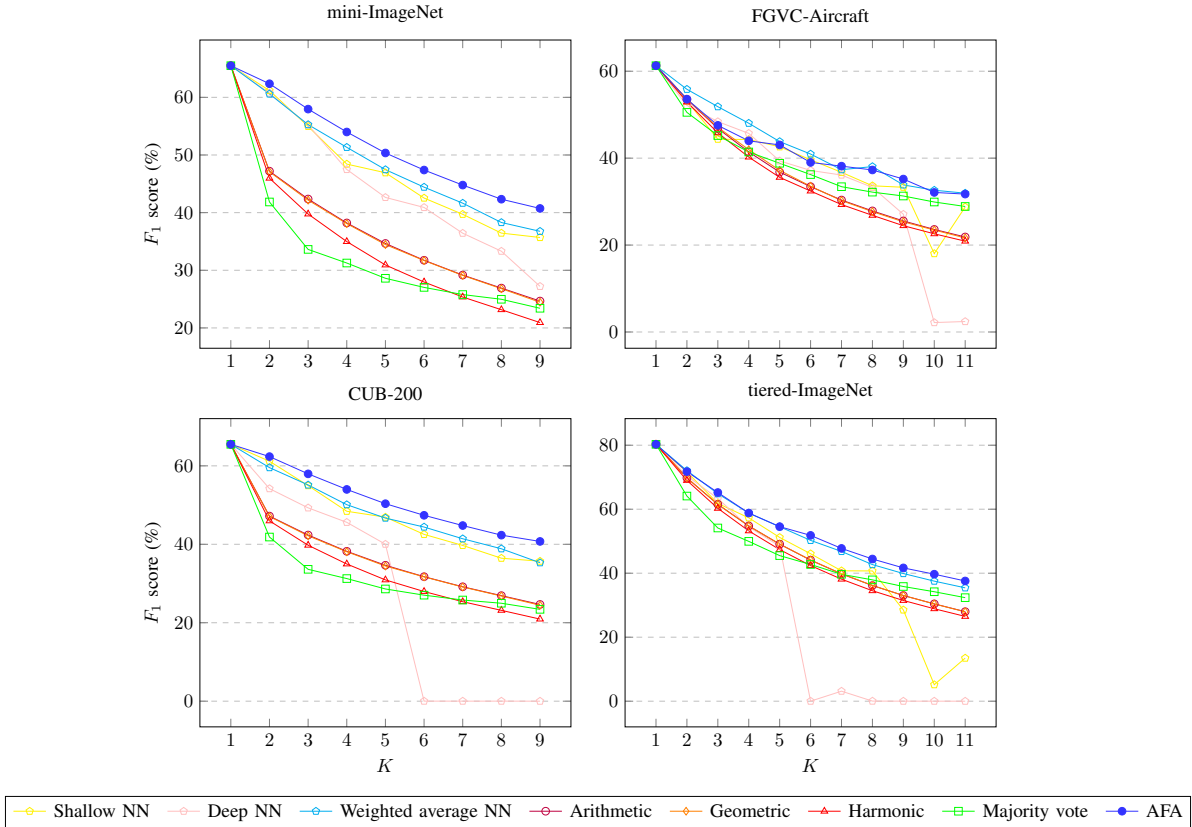 mini-ImageNet
F1 score (%)
60
50
40
30
20
1 2 3 4 5 6 7 8 9
FGVC-Aircraft
60
40
20
0
1 2 3 4 5 6 7 8 9 10 11
CUB-200
F1 score (%)
60
40
20
0
1 2 3 4 5 6 7 8 9
K
tiered-ImageNet
80
60
40
20
0
1 2 3 4 5 6 7 8 9 10 11
K
Shallow NN Deep NN Weighted average NN Arithmetic Geometric Harmonic Majority vote AFA